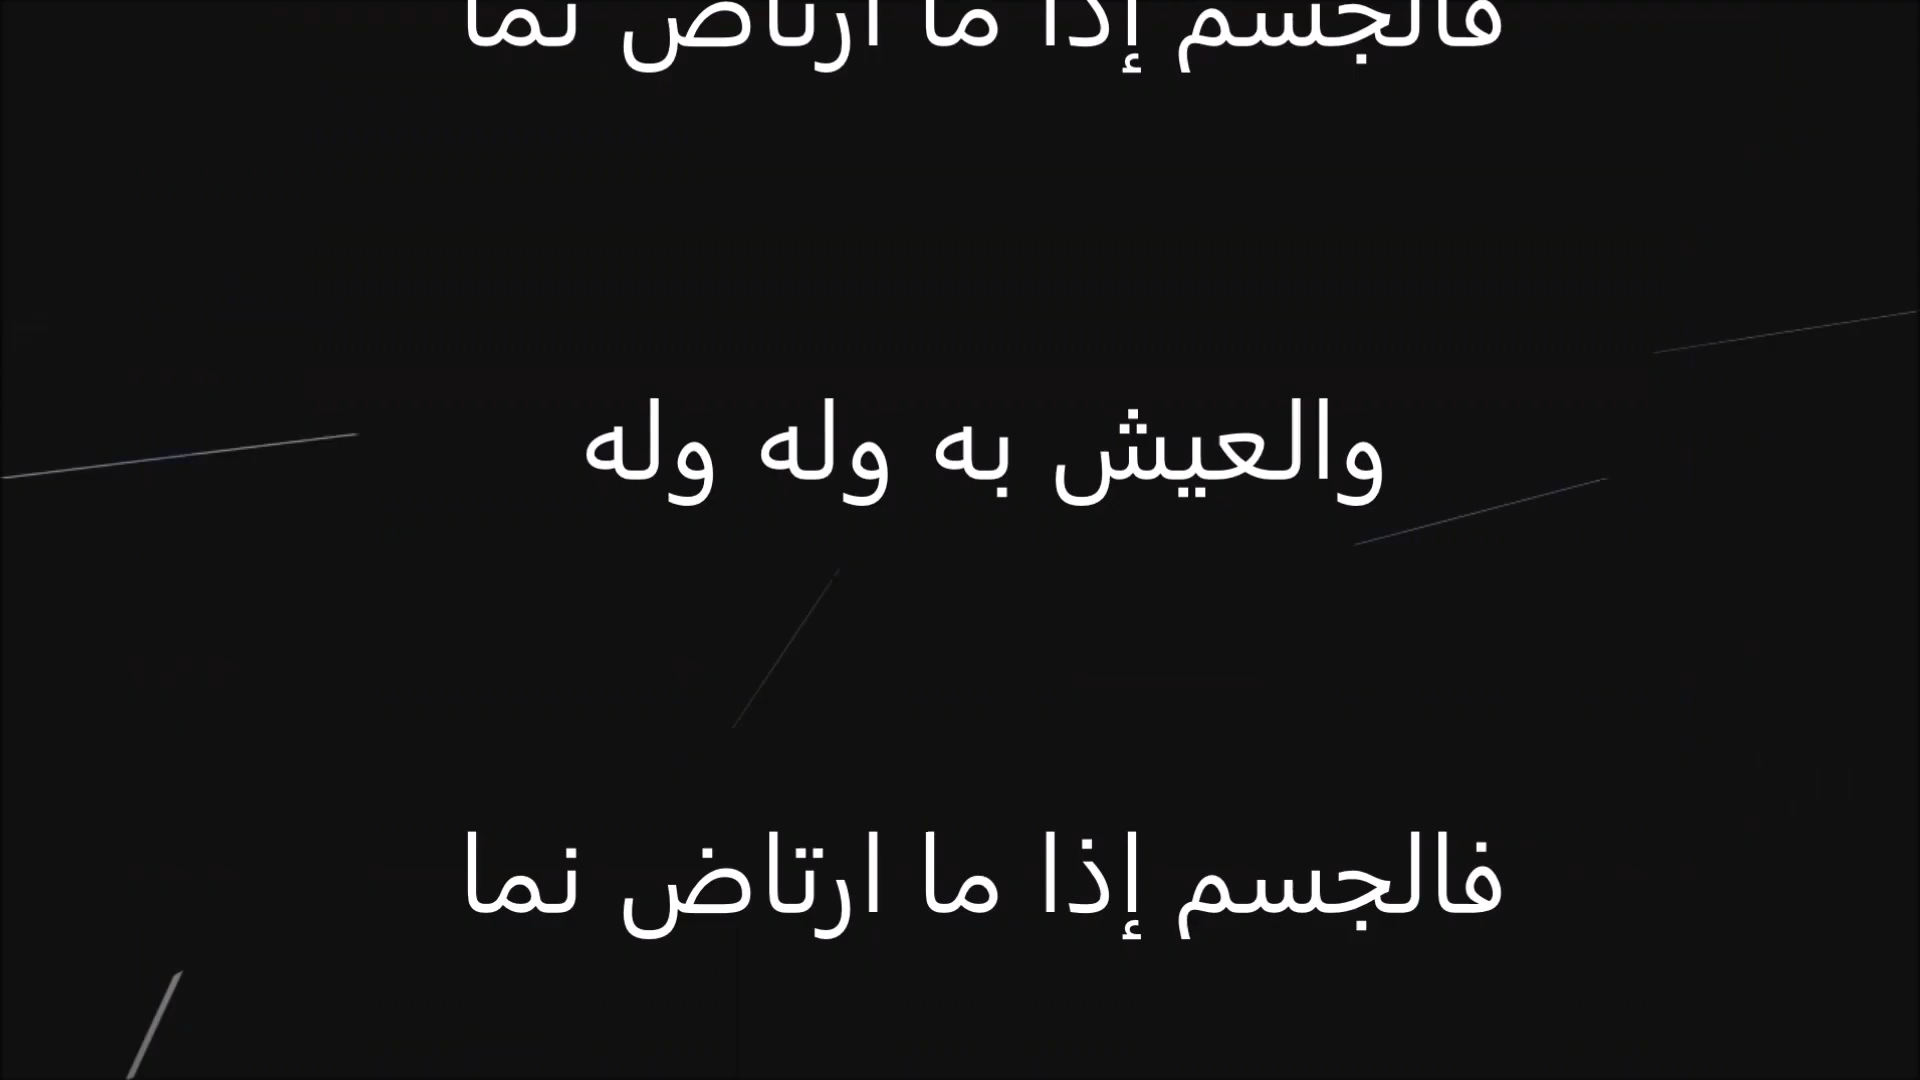 فالجسم إذا ما ارتاض نما
والعيش به وله وله
فالجسم إذا ما ارتاض نما